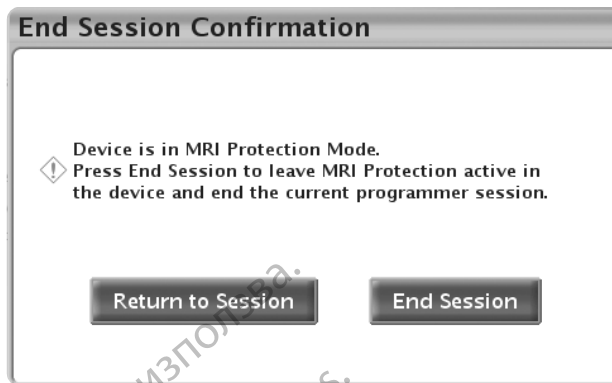 End Session Confirmation
Device is in MRI Protection Mode.
Press End Session to leave MRI Protection active in
the device and end the current programmer session.
Return to Session
End Session